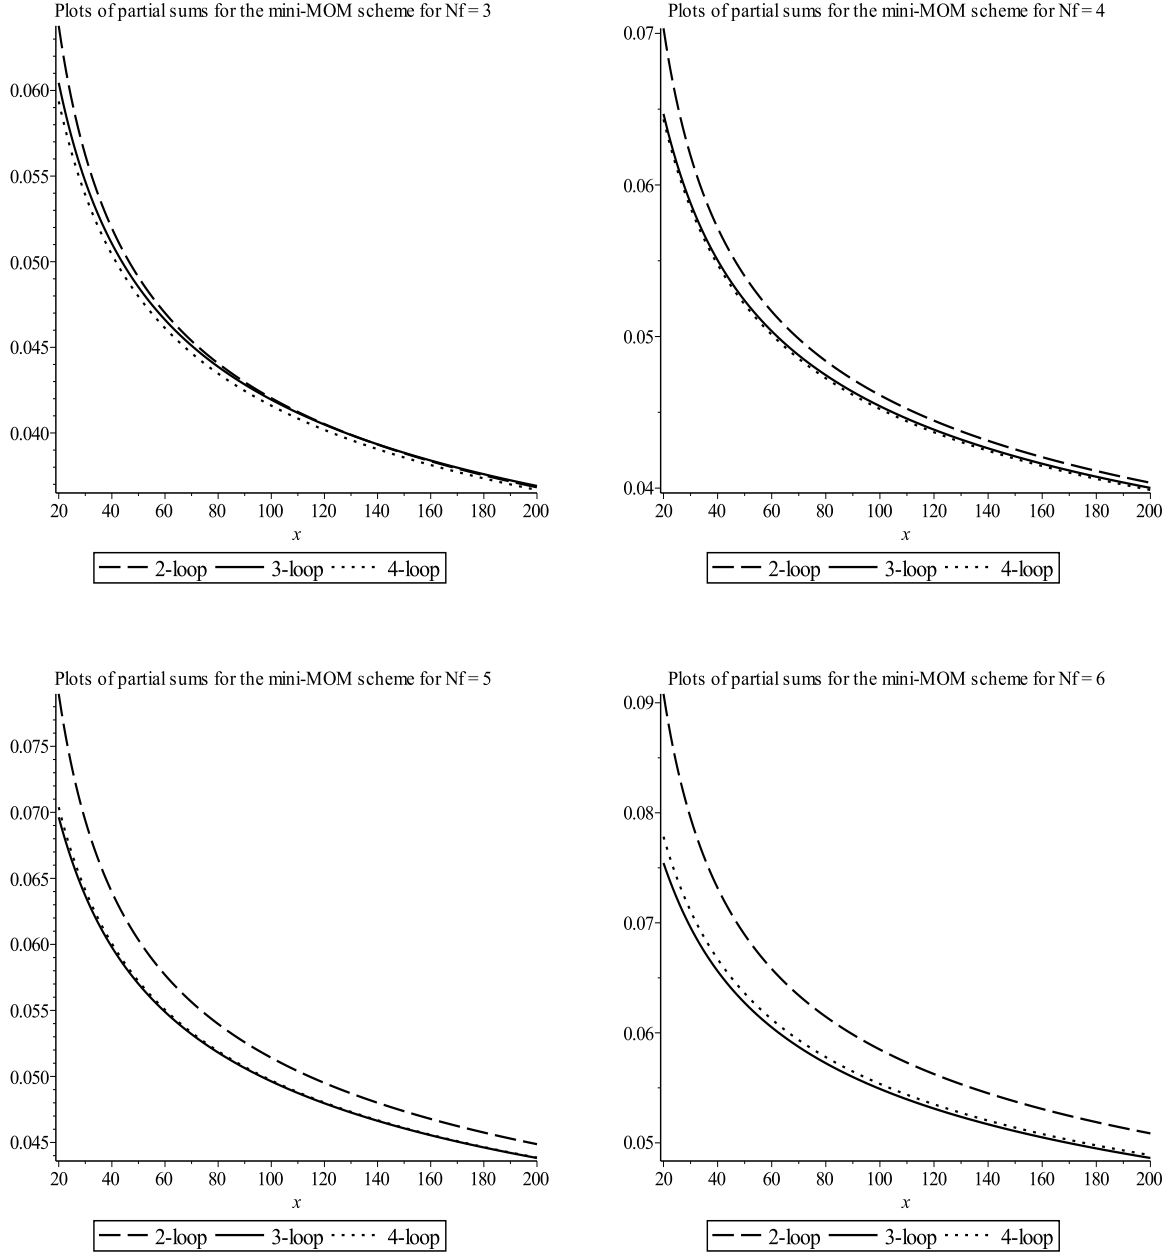 Plots of partial sums for the mini-MOM scheme for Nf = 3
0.060
0.055
0.050
0.045
0.040
20 40 60 80 100 120 140 160 180 200
x
2-loop 3-loop 4-loop
Plots of partial sums for the mini-MOM scheme for Nf = 4
0.07
0.06
0.05
0.04
20 40 60 80 100 120 140 160 180 200
x
2-loop 3-loop 4-loop
Plots of partial sums for the mini-MOM scheme for Nf = 5
0.075
0.070
0.065
0.060
0.055
0.050
0.045
20 40 60 80 100 120 140 160 180 200
x
2-loop 3-loop 4-loop
Plots of partial sums for the mini-MOM scheme for Nf = 6
0.09
0.08
0.07
0.06
0.05
20 40 60 80 100 120 140 160 180 200
x
2-loop 3-loop 4-loop